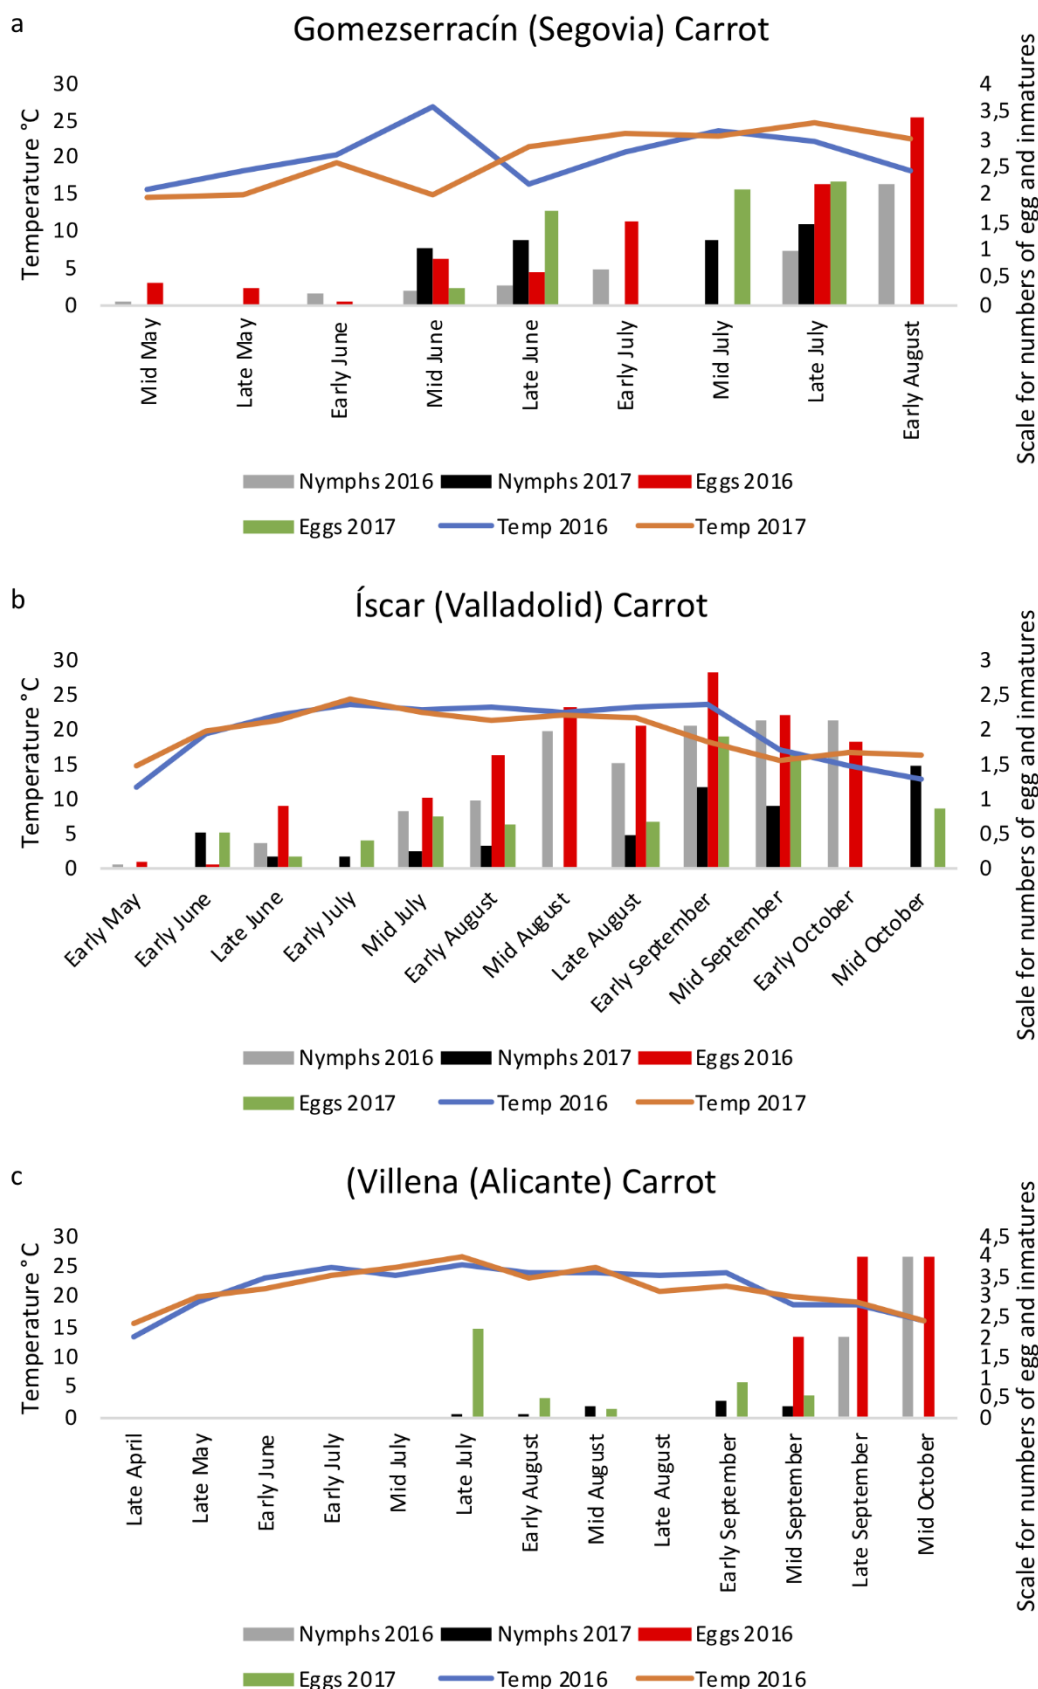 a
Gomezserracín (Segovia) Carrot
Temperature °C
30
25
20
15
10
5
0
4
3,5
3
2,5
2
1,5
1
0,5
0
Scale for numbers of egg and inmatures
Mid May
Late May
Early June
Mid June
Late June
Early July
Mid July
Late July
Early August
Nymphs 2016 Nymphs 2017 Eggs 2016
Eggs 2017 Temp 2016 Temp 2017
b
Íscar (Valladolid) Carrot
Temperature °C
30
25
20
15
10
5
0
3
2,5
2
1,5
1
0,5
0
Scale for numbers of egg and inmatures
Early May
Early June
Late June
Early July
Mid July
Early August
Mid August
Late August
Early September
Mid September
Early October
Mid October
Nymphs 2016 Nymphs 2017 Eggs 2016
Eggs 2017 Temp 2016 Temp 2017
c
(Villena (Alicante) Carrot
Temperature °C
30
25
20
15
10
5
0
4,5
4
3,5
3
2,5
2
1,5
1
0,5
0
Scale for numbers of egg and inmatures
Late April
Late May
Early June
Early July
Mid July
Late July
Early August
Mid August
Late August
Early September
Mid September
Late September
Mid October
Nymphs 2016 Nymphs 2017 Eggs 2016
Eggs 2017 Temp 2016 Temp 2016